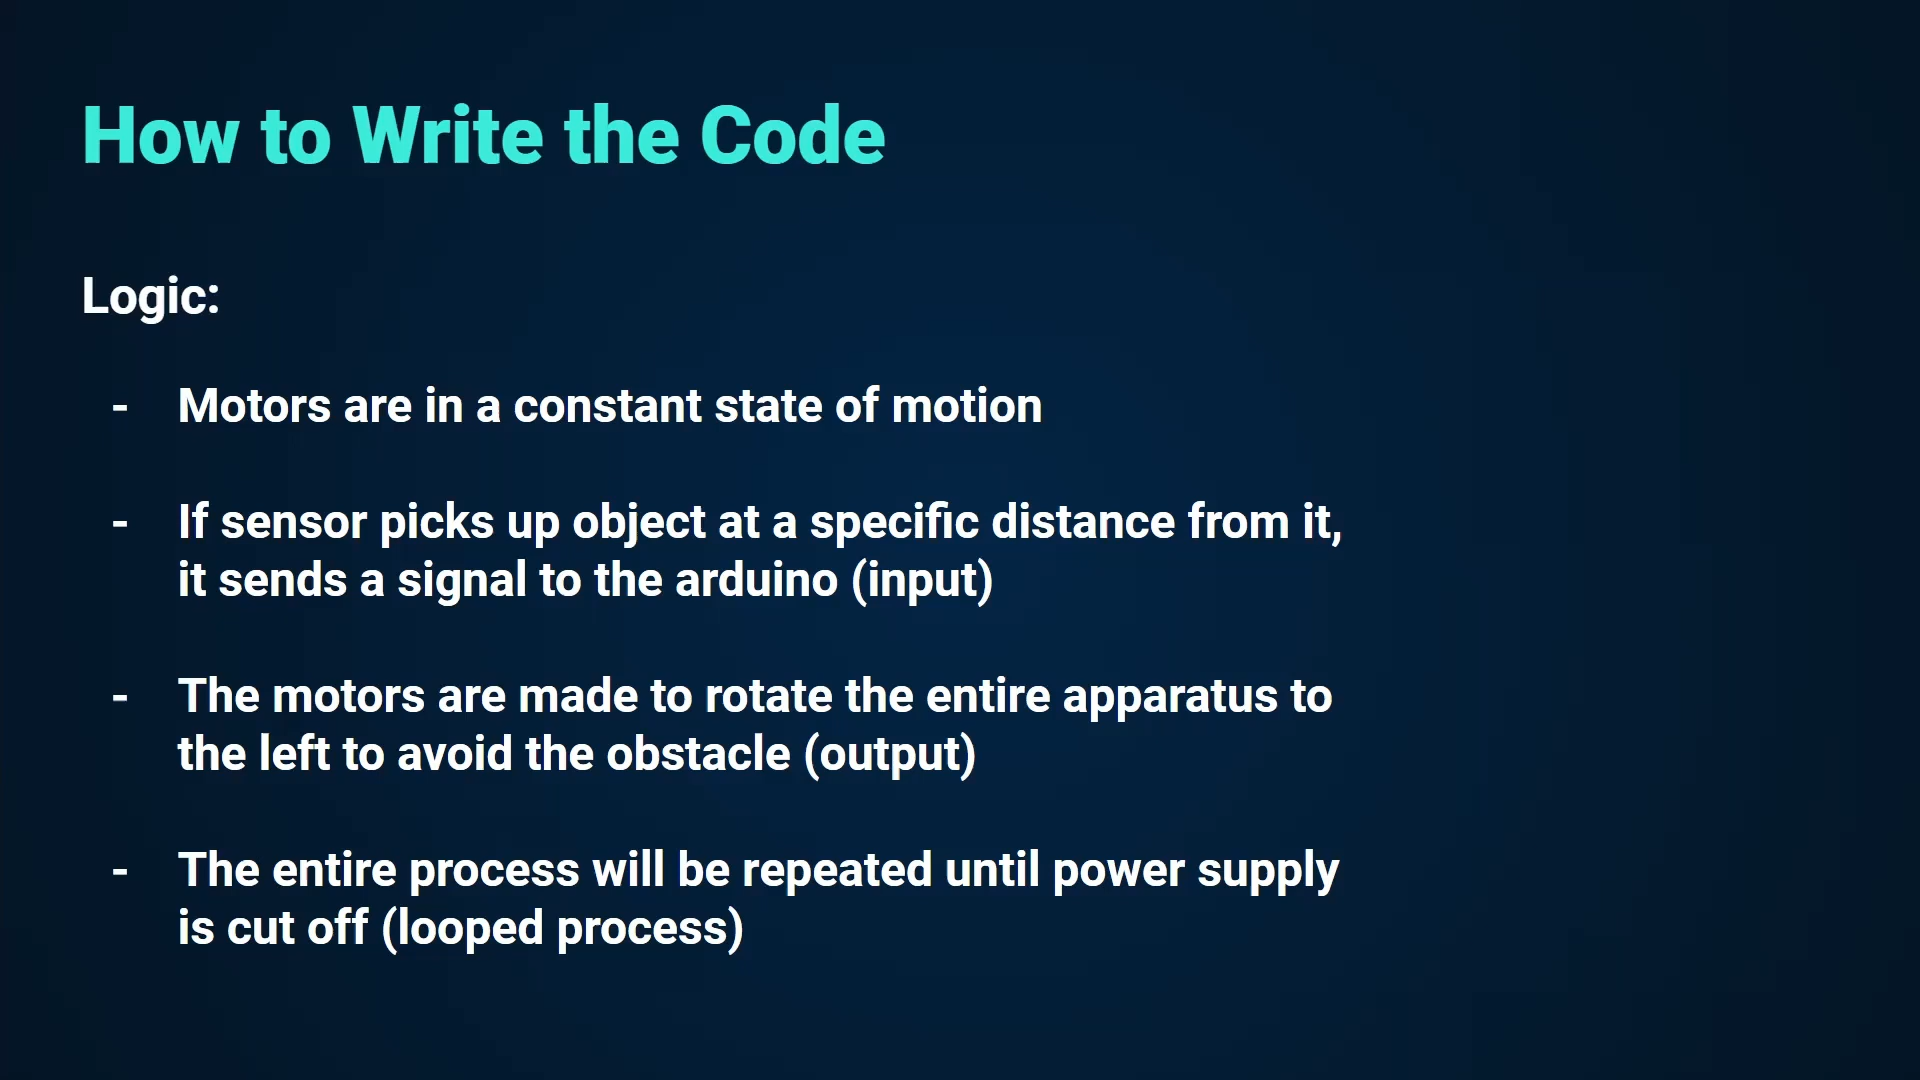 How to Write the Code
Logic:
- Motors are in a constant state of motion
- If sensor picks up object at a specific distance from it,
it sends a signal to the arduino (input)
- The motors are made to rotate the entire apparatus to
the left to avoid the obstacle (output)
- The entire process will be repeated until power supply
is cut off (looped process)